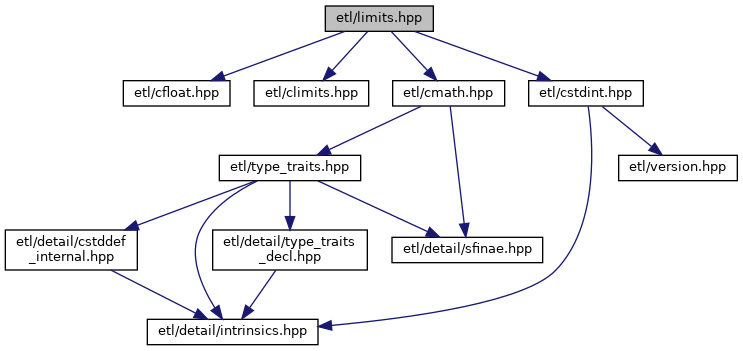 etl/limits.hpp
etl/cfloat.hpp
etl/climits.hpp
etl/cmath.hpp
etl/cstdint.hpp
etl/type_traits.hpp
etl/version.hpp
etl/detail/cstddef
_internal.hpp
etl/detail/type_traits
_decl.hpp
etl/detail/sfinae.hpp
etl/detail/intrinsics.hpp